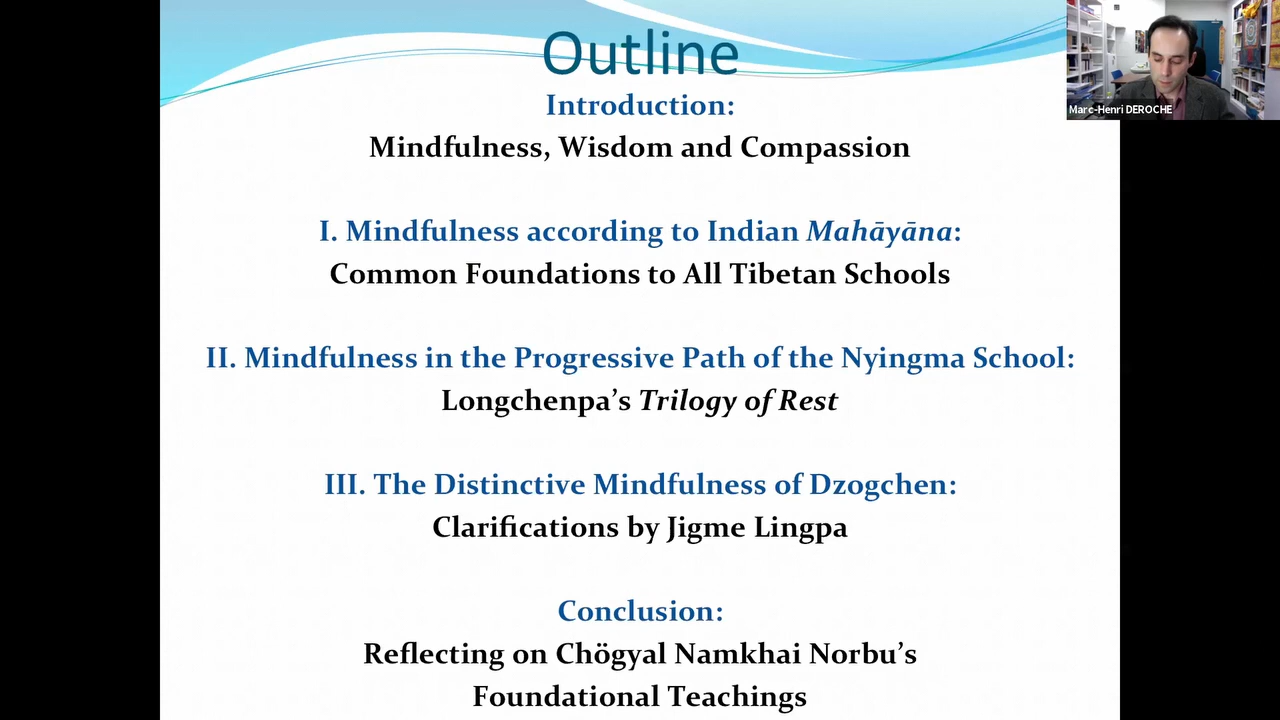 Outline
Marc-Henri DEROCHE
Introduction:
Mindfulness, Wisdom and Compassion
I. Mindfulness according to Indian Mahāyāna:
Common Foundations to All Tibetan Schools
II. Mindfulness in the Progressive Path of the Nyingma School:
Longchenpa’s Trilogy of Rest
III. The Distinctive Mindfulness of Dzogchen:
Clarifications by Jigme Lingpa
Conclusion:
Reflecting on Chögyal Namkhai Norbu’s
Foundational Teachings